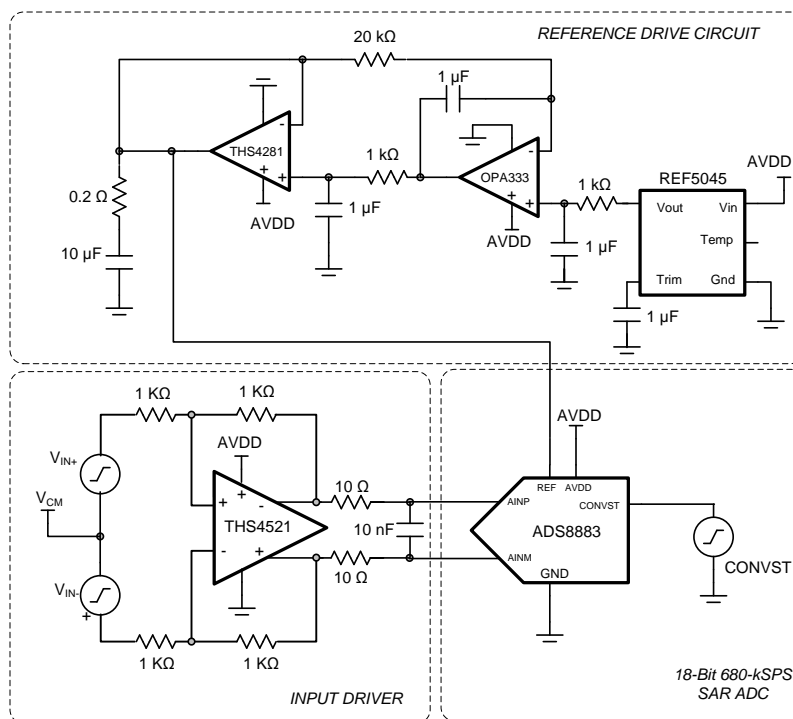 REFERENCE DRIVE CIRCUIT
20 kΩ
1 µF
-
THS4281
+ +
AVDD
1 kΩ
1 µF
0.2 Ω
10 µF
-
OPA333
+ +
AVDD
1 kΩ
1 µF
REF5045
AVDD
Vout Vin
Temp
Trim Gnd
1 µF
1 KΩ 1 KΩ
AVDD
VIN+
VCM
VIN-
+
+ + -
THS4521
- +
10 Ω
10 nF
10 Ω
1 KΩ 1 KΩ
INPUT DRIVER
AVDD
REF AVDD
AINP CONVST
ADS8883
AINM
GND
CONVST
18-Bit 680-kSPS
SAR ADC